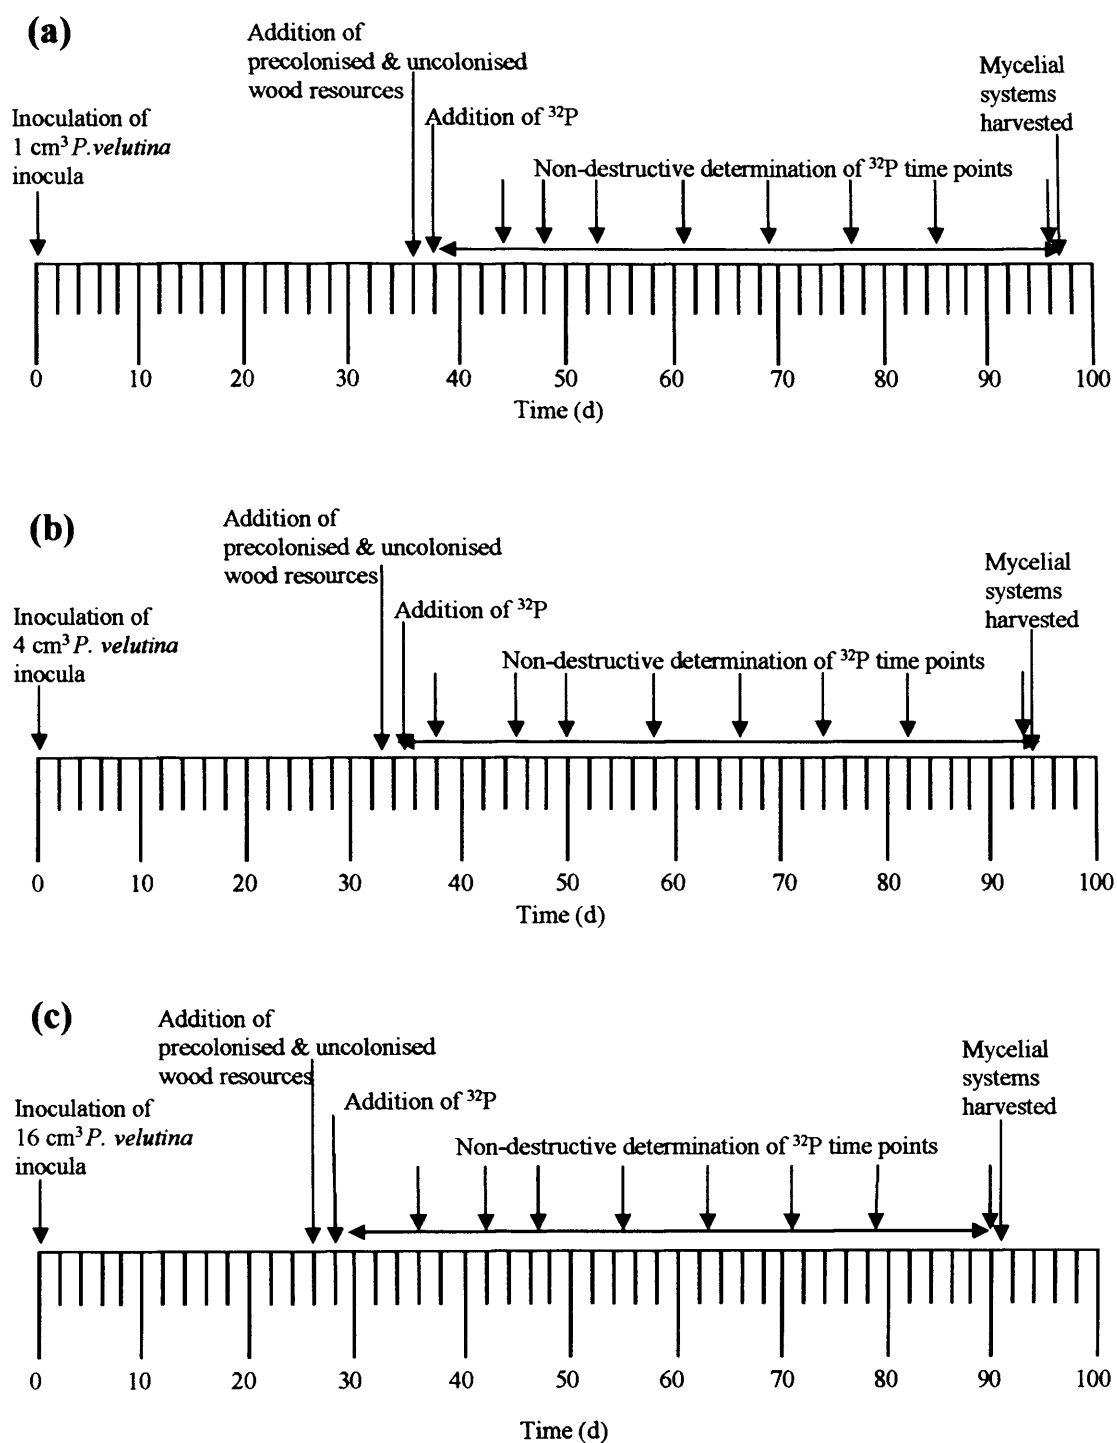 (a)
Addition of
precolonised & uncolonised
wood resources
Mycelial
systems
harvested
Inoculation of
1 cm³ P. velutina
inocula
Addition of ³²P
Non-destructive determination of ³²P time points
0 10 20 30 40 50 60 70 80 90 100
Time (d)
(b)
Addition of
precolonised & uncolonised
wood resources
Mycelial
systems
harvested
Inoculation of
4 cm³ P. velutina
inocula
Addition of ³²P
Non-destructive determination of ³²P time points
0 10 20 30 40 50 60 70 80 90 100
Time (d)
(c)
Addition of
precolonised & uncolonised
wood resources
Mycelial
systems
harvested
Inoculation of
16 cm³ P. velutina
inocula
Addition of ³²P
Non-destructive determination of ³²P time points
0 10 20 30 40 50 60 70 80 90 100
Time (d)